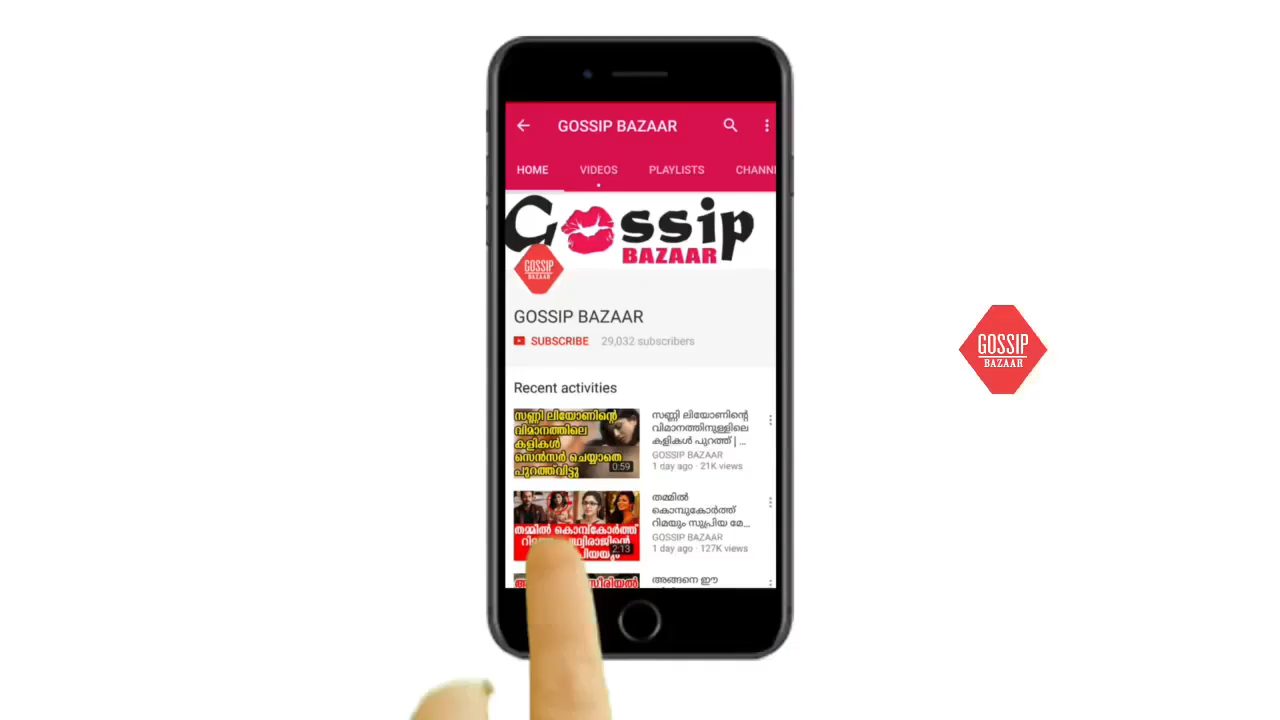 GOSSIP BAZAAR
HOME VIDEOS PLAYLISTS CHANN
Gossip
BAZAAR
GOSSIP
BAZAAR
GOSSIP BAZAAR
SUBSCRIBE 29,032 subscribers
Recent activities
സണ്ണി ലിയോണിന്റെ
വിമാനത്തിലെ
കളികൾ
സെൻസർ ചെയ്യാതെ
പുറത്ത്‌വിട്ടു
0:59
സണ്ണി ലിയോണിന്റെ
വിമാനത്തിനുള്ളിലെ
കളികൾ പുറത്ത് | ...
GOSSIP BAZAAR
1 day ago · 21K views
തമ്മിൽ കൊമ്പ്കോർത്ത്
2:13
തമ്മിൽ
കൊമ്പുകോർത്ത്
റിമയും സുപ്രിയ മേ...
GOSSIP BAZAAR
1 day ago · 127K views
അങ്ങനെ ഈ
GOSSIP
BAZAAR